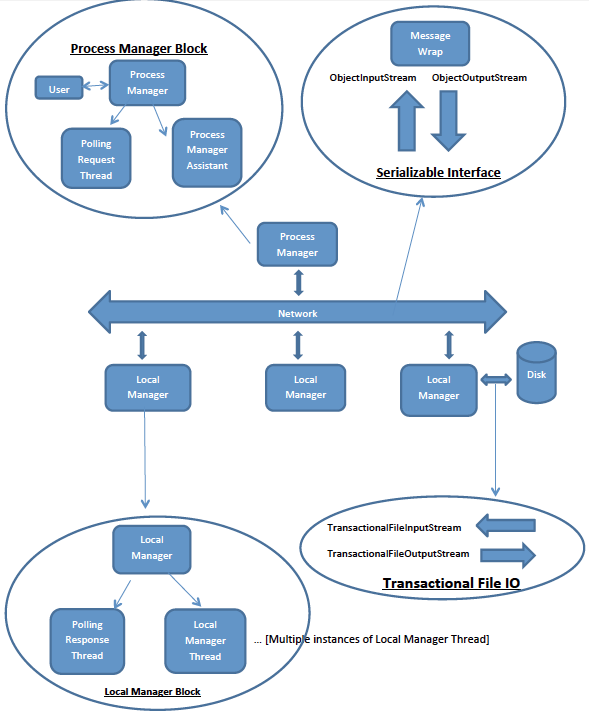 Process Manager Block
User
Process
Manager
Polling
Request
Thread
Process
Manager
Assistant
Message
Wrap
ObjectInputStream
ObjectOutputStream
Serializable Interface
Process
Manager
Network
Local
Manager
Local
Manager
Local
Manager
Disk
Local
Manager
Polling
Response
Thread
Local
Manager
Thread
... [Multiple instances of Local Manager Thread]
Local Manager Block
TransactionalFileInputStream
TransactionalFileOutputStream
Transactional File IO